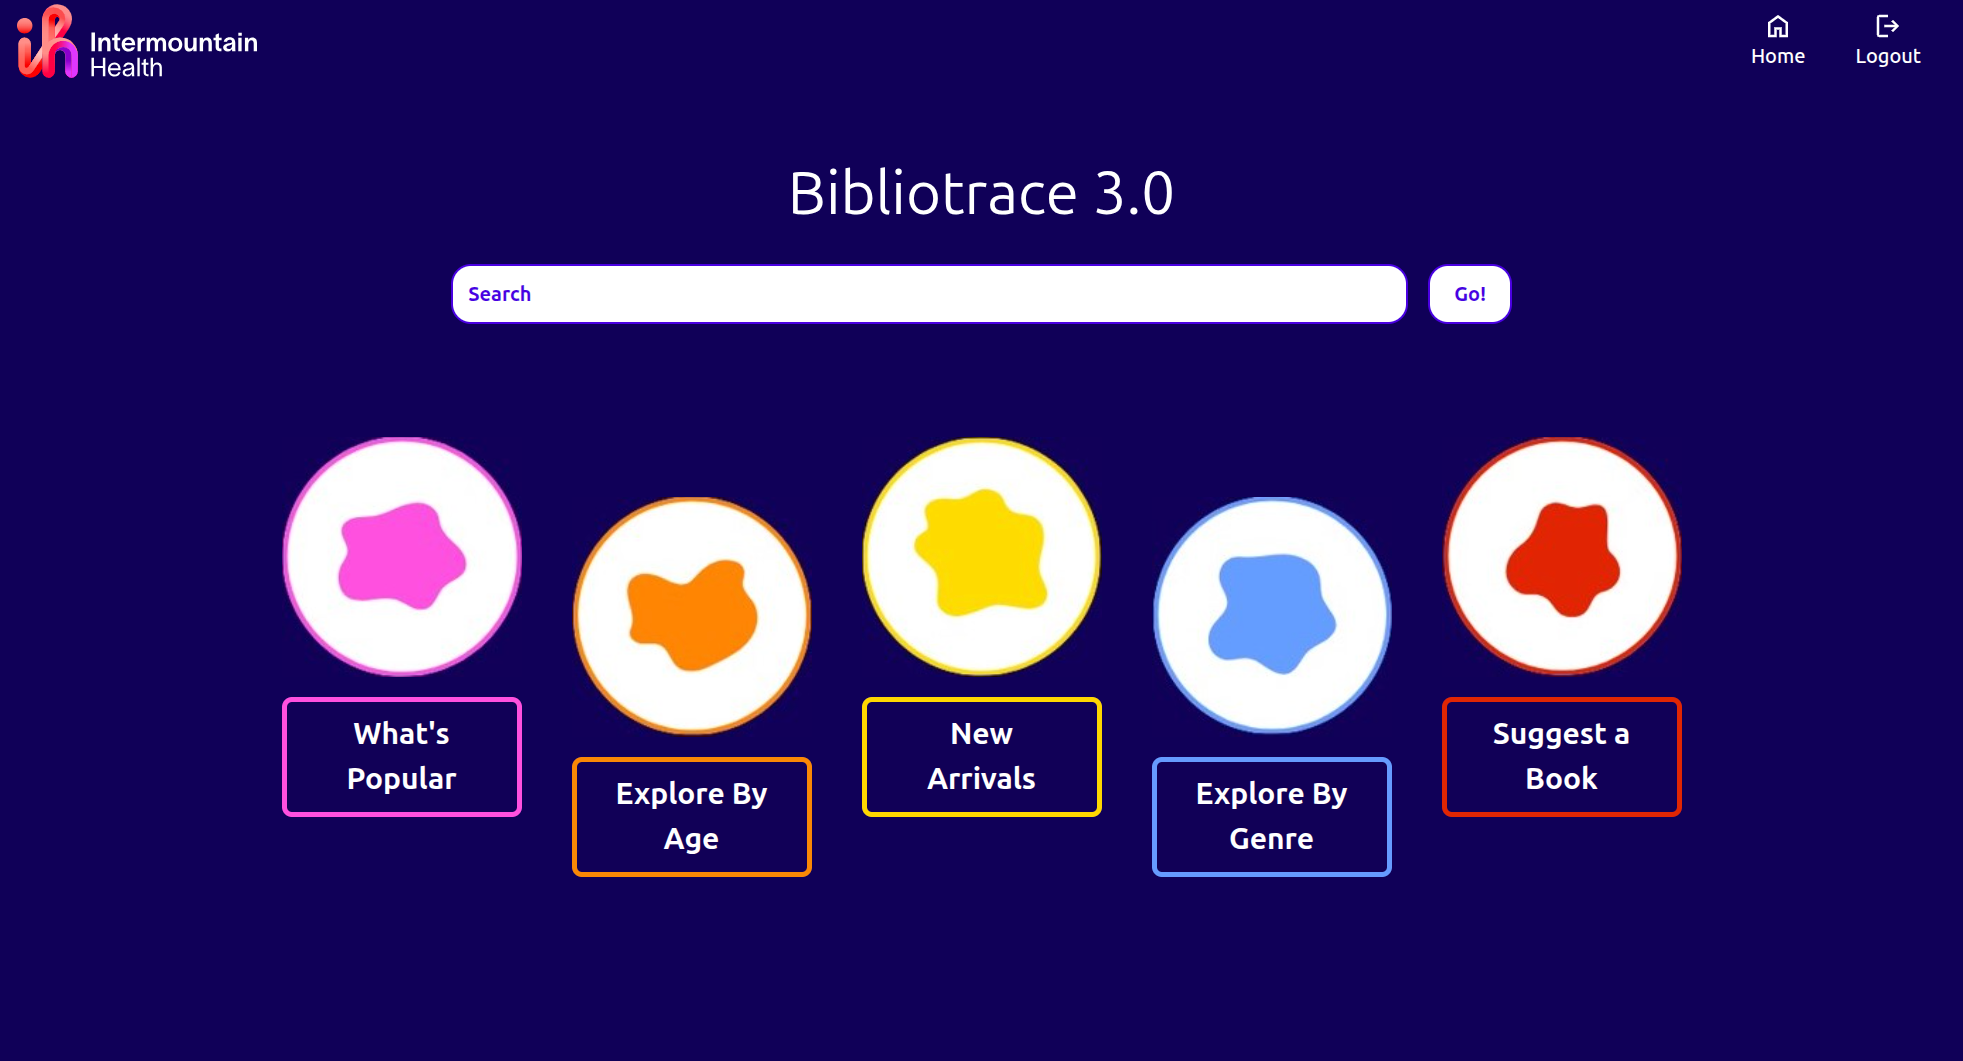 Intermountain
Health
Home
Logout
Bibliotrace 3.0
Search
Go!
What's
Popular
Explore By
Age
New
Arrivals
Explore By
Genre
Suggest a
Book